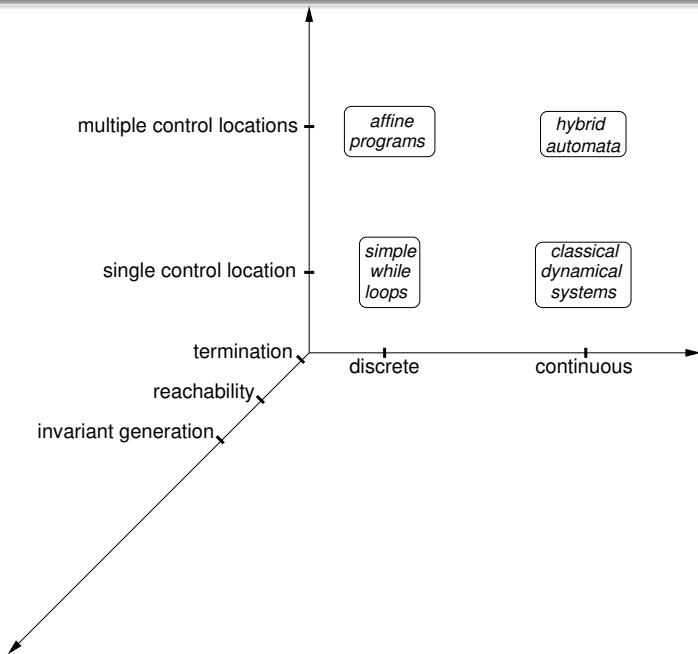 multiple control locations
affine
programs
hybrid
automata
single control location
simple
while
loops
classical
dynamical
systems
termination
discrete
continuous
reachability
invariant generation